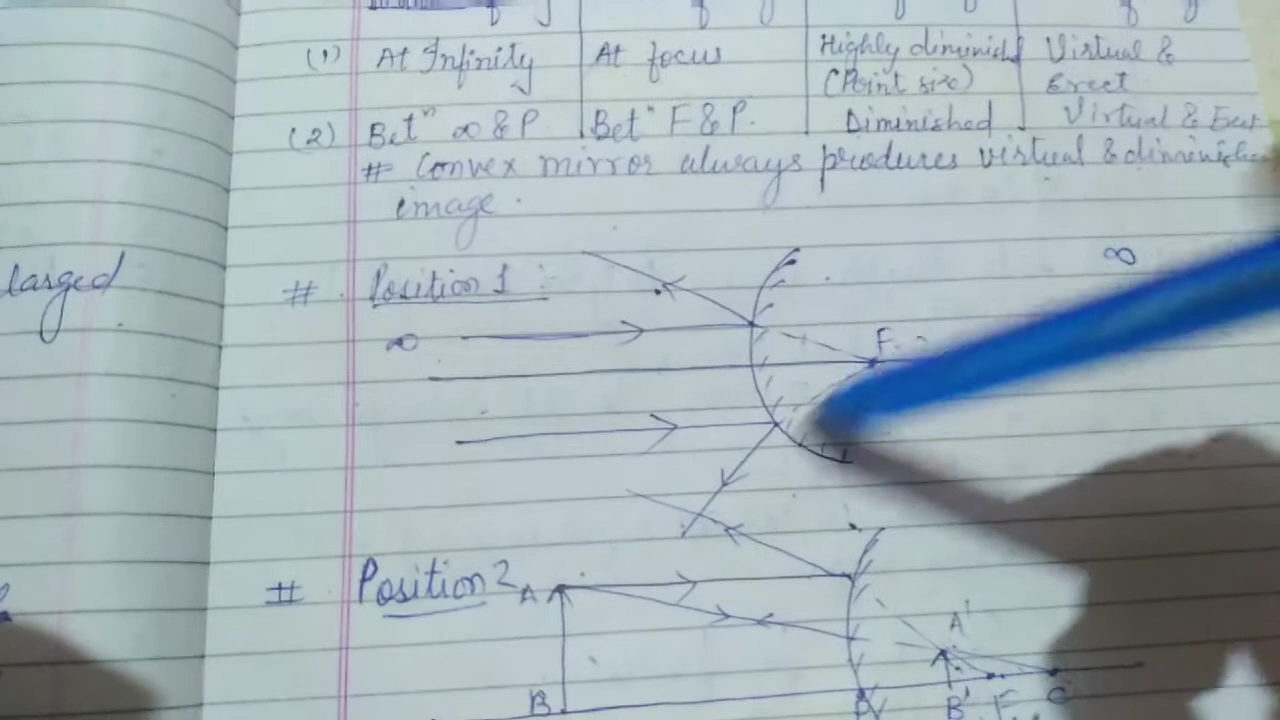 (1) At Infinity At focus Highly diminish Virtual &
(Point size) Erect
(2) Betⁿ ∞ & P Betⁿ F & P. Diminished Virtual & Erect
# Convex mirror always produces virtual & diminished
image.
larged
# Position 1 :
∞
∞
F
# Position 2
A
B
A'
P B' F C